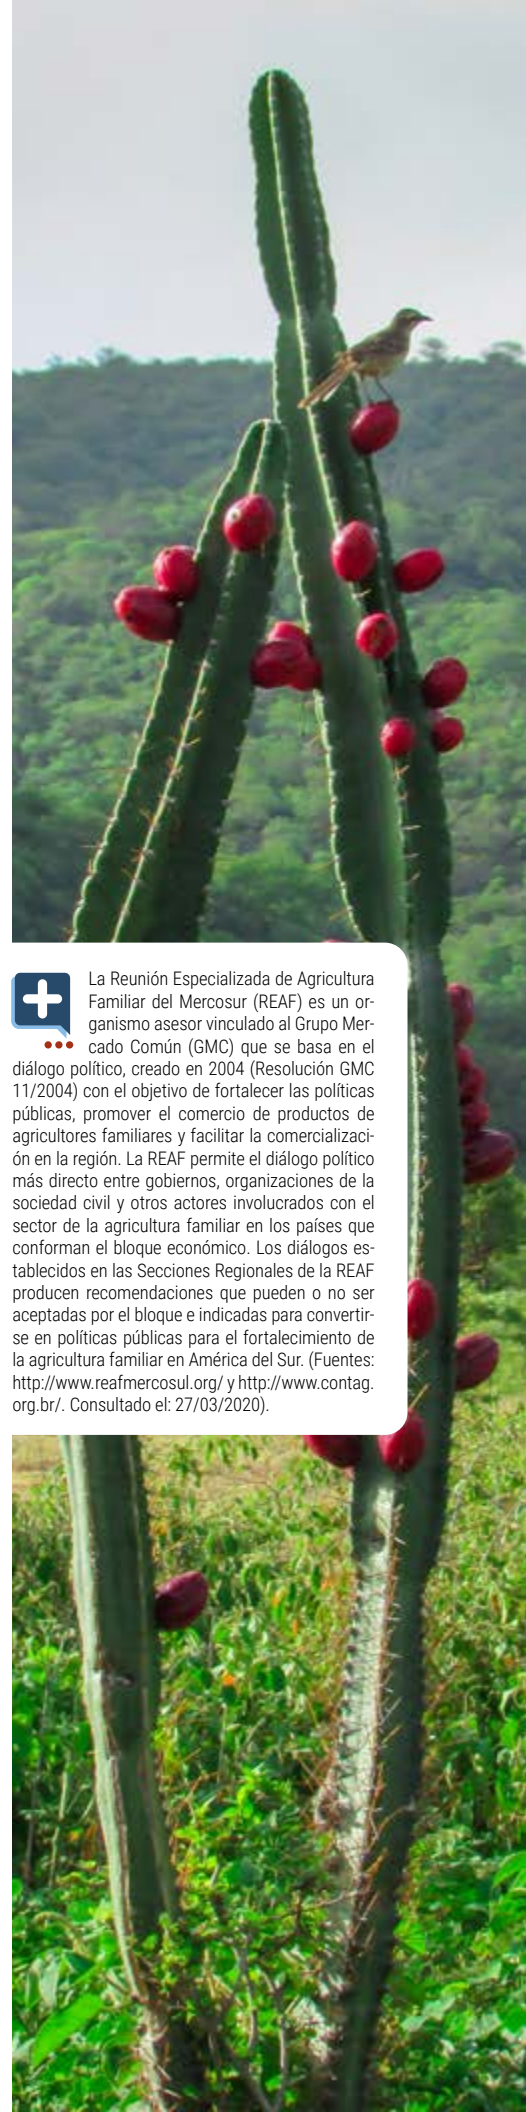 La Reunión Especializada de Agricultura
Familiar del Mercosur (REAF) es un or-
ganismo asesor vinculado al Grupo Mer-
cado Común (GMC) que se basa en el
diálogo político, creado en 2004 (Resolución GMC
11/2004) con el objetivo de fortalecer las políticas
públicas, promover el comercio de productos de
agricultores familiares y facilitar la comercializaci-
ón en la región. La REAF permite el diálogo político
más directo entre gobiernos, organizaciones de la
sociedad civil y otros actores involucrados con el
sector de la agricultura familiar en los países que
conforman el bloque económico. Los diálogos es-
tablecidos en las Secciones Regionales de la REAF
producen recomendaciones que pueden o no ser
aceptadas por el bloque e indicadas para convertir-
se en políticas públicas para el fortalecimiento de
la agricultura familiar en América del Sur. (Fuentes:
http://www.reafmercosul.org/ y http://www.contag.
org.br/. Consultado el: 27/03/2020).